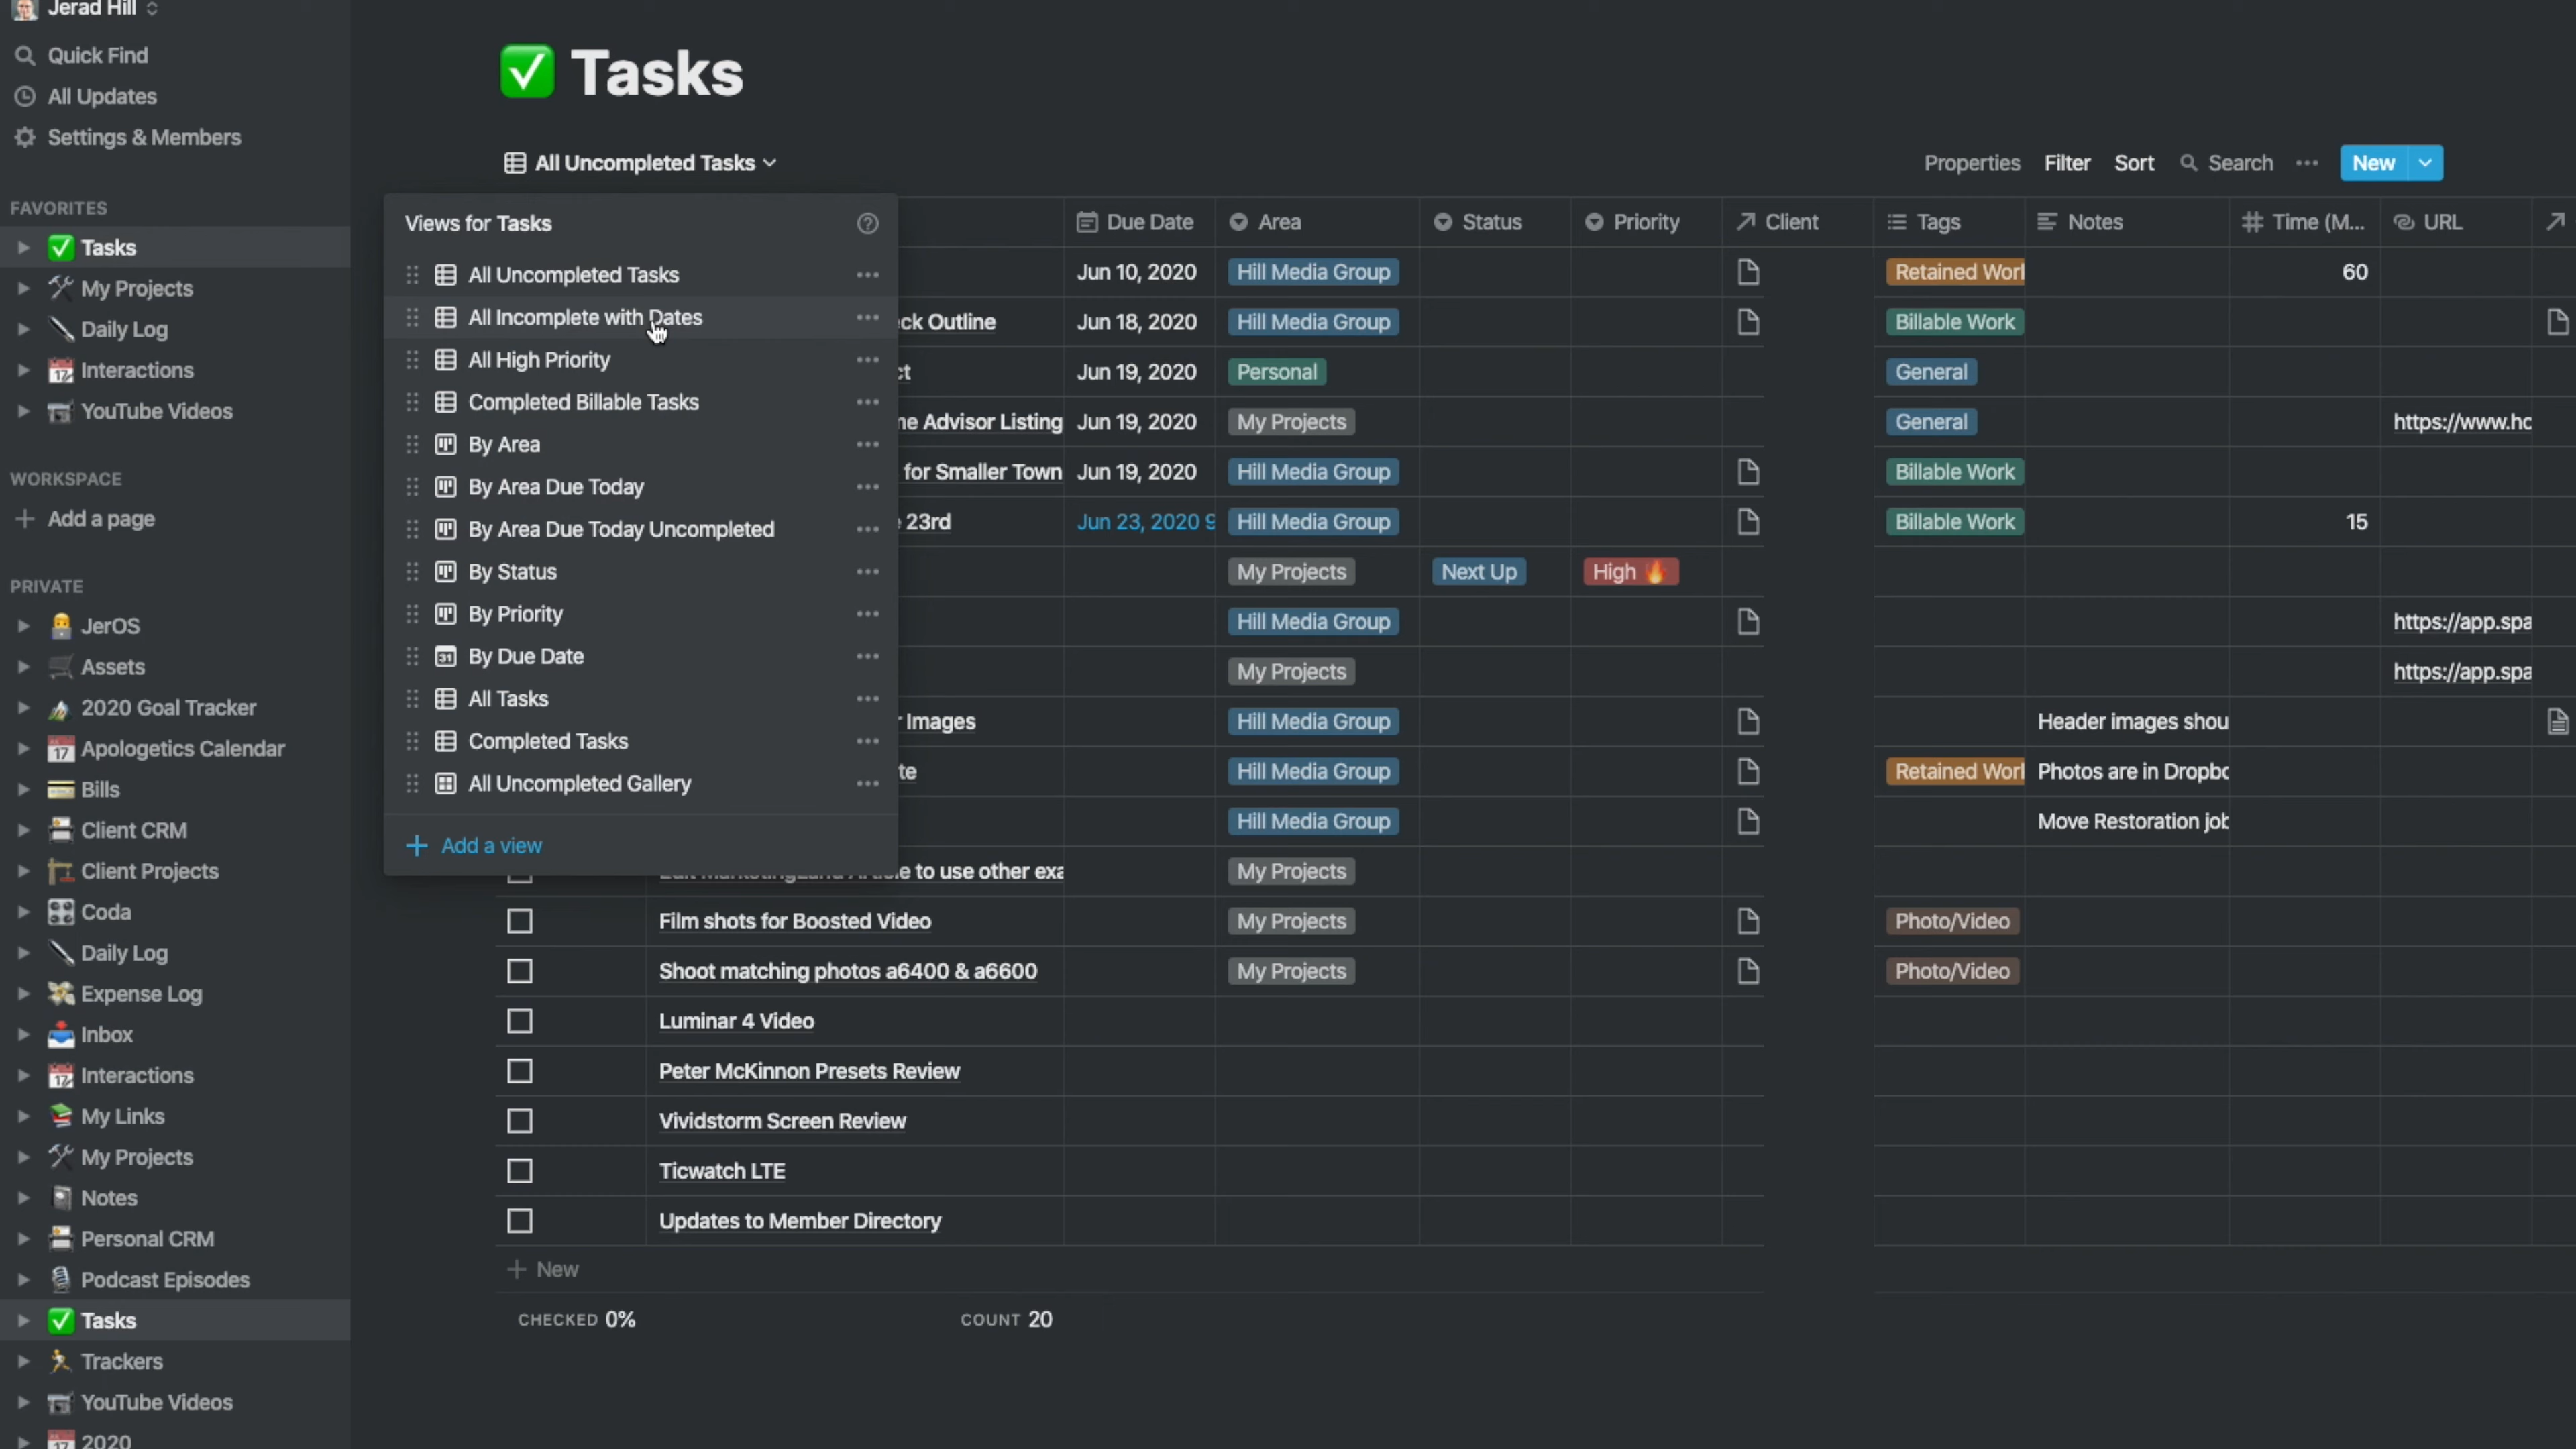 Jerad Hill
Quick Find
All Updates
Settings & Members
FAVORITES
Tasks
My Projects
Daily Log
Interactions
YouTube Videos
WORKSPACE
+ Add a page
PRIVATE
JerOS
Assets
2020 Goal Tracker
Apologetics Calendar
Bills
Client CRM
Client Projects
Coda
Daily Log
Expense Log
Inbox
Interactions
My Links
My Projects
Notes
Personal CRM
Podcast Episodes
Tasks
Trackers
YouTube Videos
2020
Tasks
All Uncompleted Tasks
Properties Filter Sort Search ••• New
Views for Tasks
All Uncompleted Tasks
All Incomplete with Dates
All High Priority
Completed Billable Tasks
By Area
By Area Due Today
By Area Due Today Uncompleted
By Status
By Priority
By Due Date
All Tasks
Completed Tasks
All Uncompleted Gallery
+ Add a view
Due Date Area Status Priority Client Tags Notes # Time (M... URL
Jun 10, 2020 Hill Media Group Retained Worl 60
ck Outline Jun 18, 2020 Hill Media Group Billable Work
ct Jun 19, 2020 Personal General
ne Advisor Listing Jun 19, 2020 My Projects General https://www.hc
for Smaller Town Jun 19, 2020 Hill Media Group Billable Work
23rd Jun 23, 2020 9 Hill Media Group Billable Work 15
My Projects Next Up High 🔥
Hill Media Group https://app.spa
My Projects https://app.spa
r Images Hill Media Group Header images shou
te Hill Media Group Retained Worl Photos are in Dropbc
Hill Media Group Move Restoration job
to use other exa My Projects
Film shots for Boosted Video My Projects Photo/Video
Shoot matching photos a6400 & a6600 My Projects Photo/Video
Luminar 4 Video
Peter McKinnon Presets Review
Vividstorm Screen Review
Ticwatch LTE
Updates to Member Directory
+ New
CHECKED 0% COUNT 20